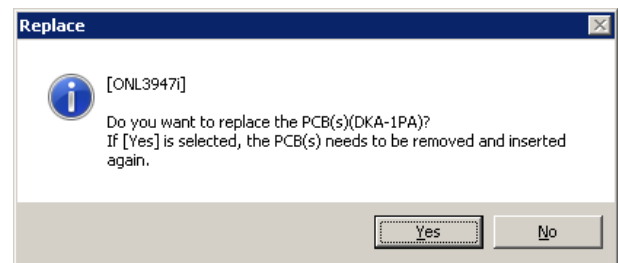 Replace
[ONL3947i]
Do you want to replace the PCB(s)(DKA-1PA)?
If [Yes] is selected, the PCB(s) needs to be removed and inserted
again.
Yes
No